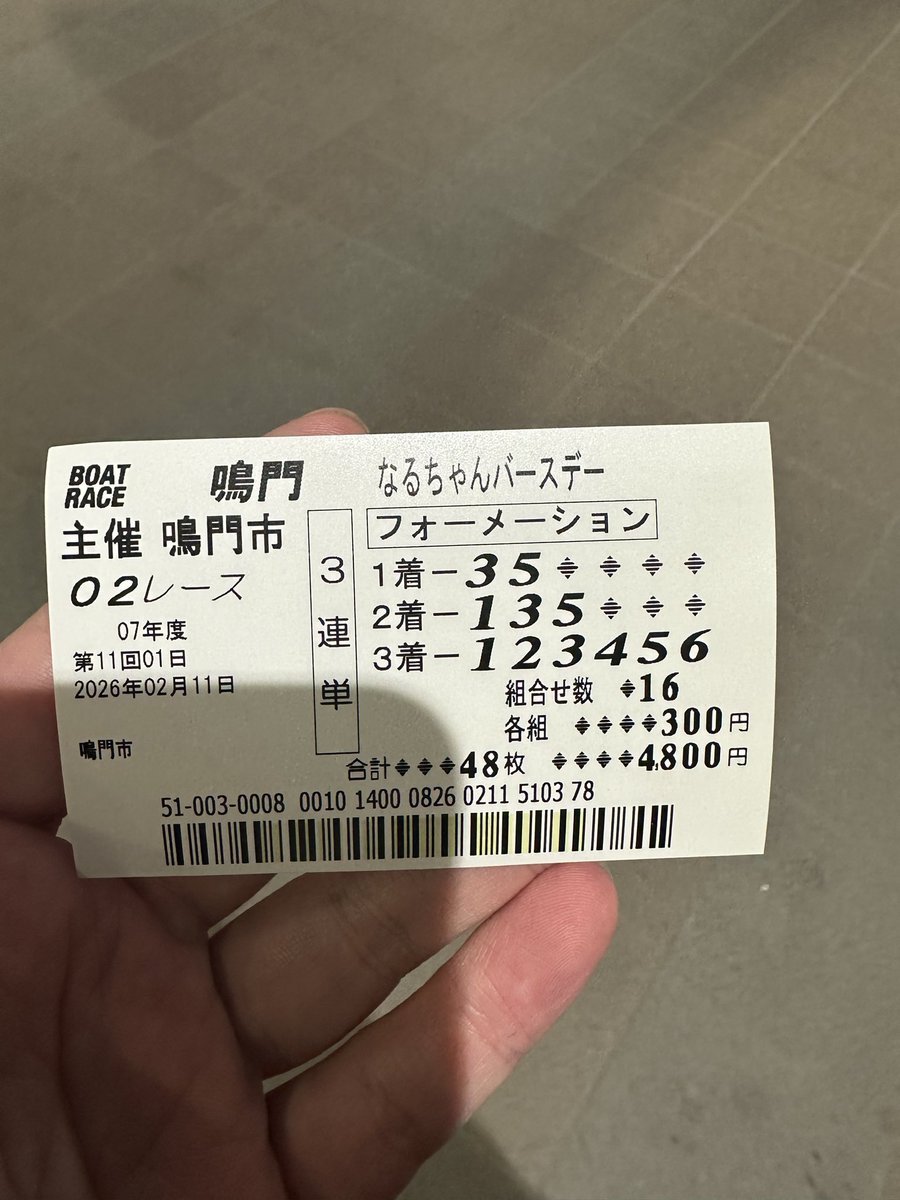 BOAT RACE 鳴門 なるちゃんバースデー
主催 鳴門市
02レース
07年度
第11回01日
2026年02月11日
鳴門市
3連単
フォーメーション
1着-35
2着-135
3着-123456
組合せ数 16
各組 300円
合計 48枚 4,800円
51-003-0008 0010 1400 0826 0211 5103 78